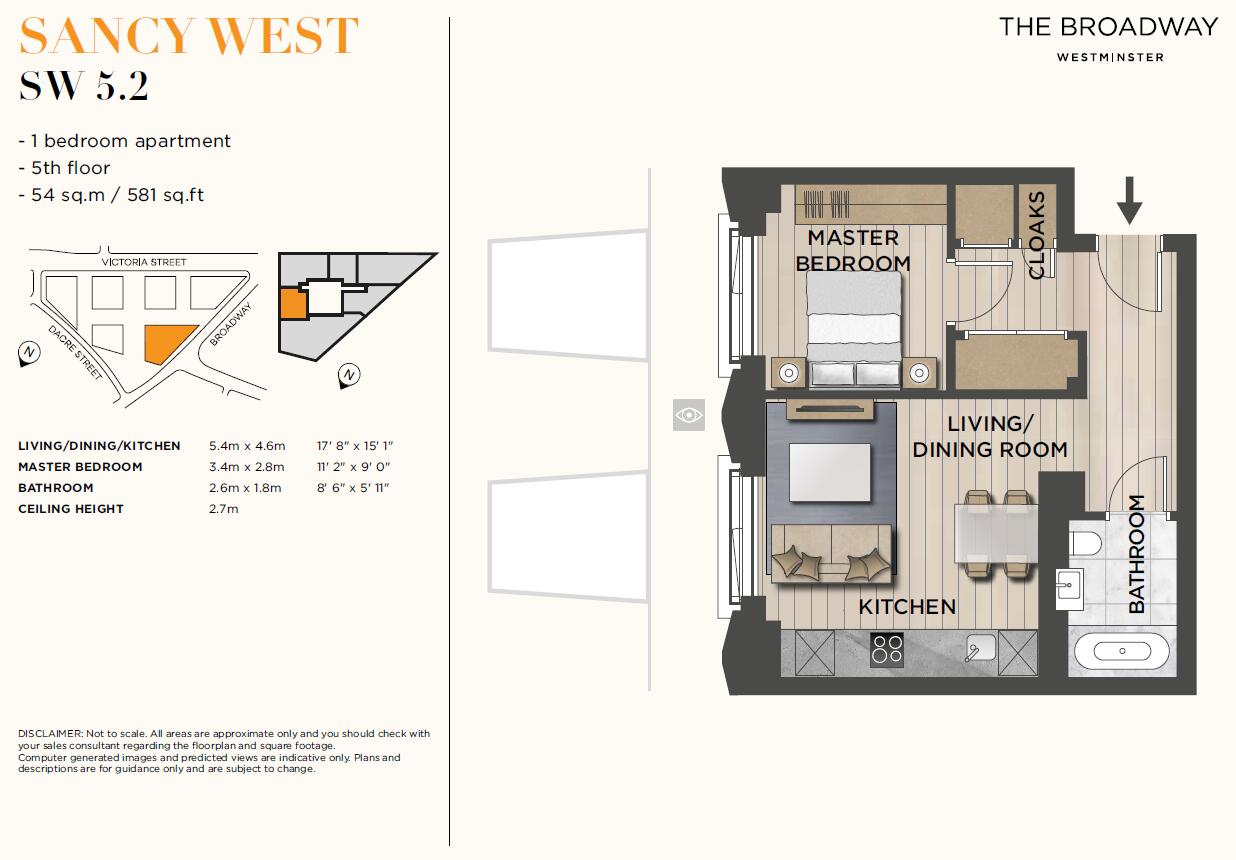 SANCY WEST
SW 5.2
- 1 bedroom apartment
- 5th floor
- 54 sq.m / 581 sq.ft
VICTORIA STREET
DACRE STREET
BROADWAY
N
N
LIVING/DINING/KITCHEN 5.4m x 4.6m 17' 8" x 15' 1"
MASTER BEDROOM 3.4m x 2.8m 11' 2" x 9' 0"
BATHROOM 2.6m x 1.8m 8' 6" x 5' 11"
CEILING HEIGHT 2.7m
DISCLAIMER: Not to scale. All areas are approximate only and you should check with
your sales consultant regarding the floorplan and square footage.
Computer generated images and predicted views are indicative only. Plans and
descriptions are for guidance only and are subject to change.
THE BROADWAY
WESTMINSTER
MASTER
BEDROOM
CLOAKS
LIVING/
DINING ROOM
KITCHEN
BATHROOM